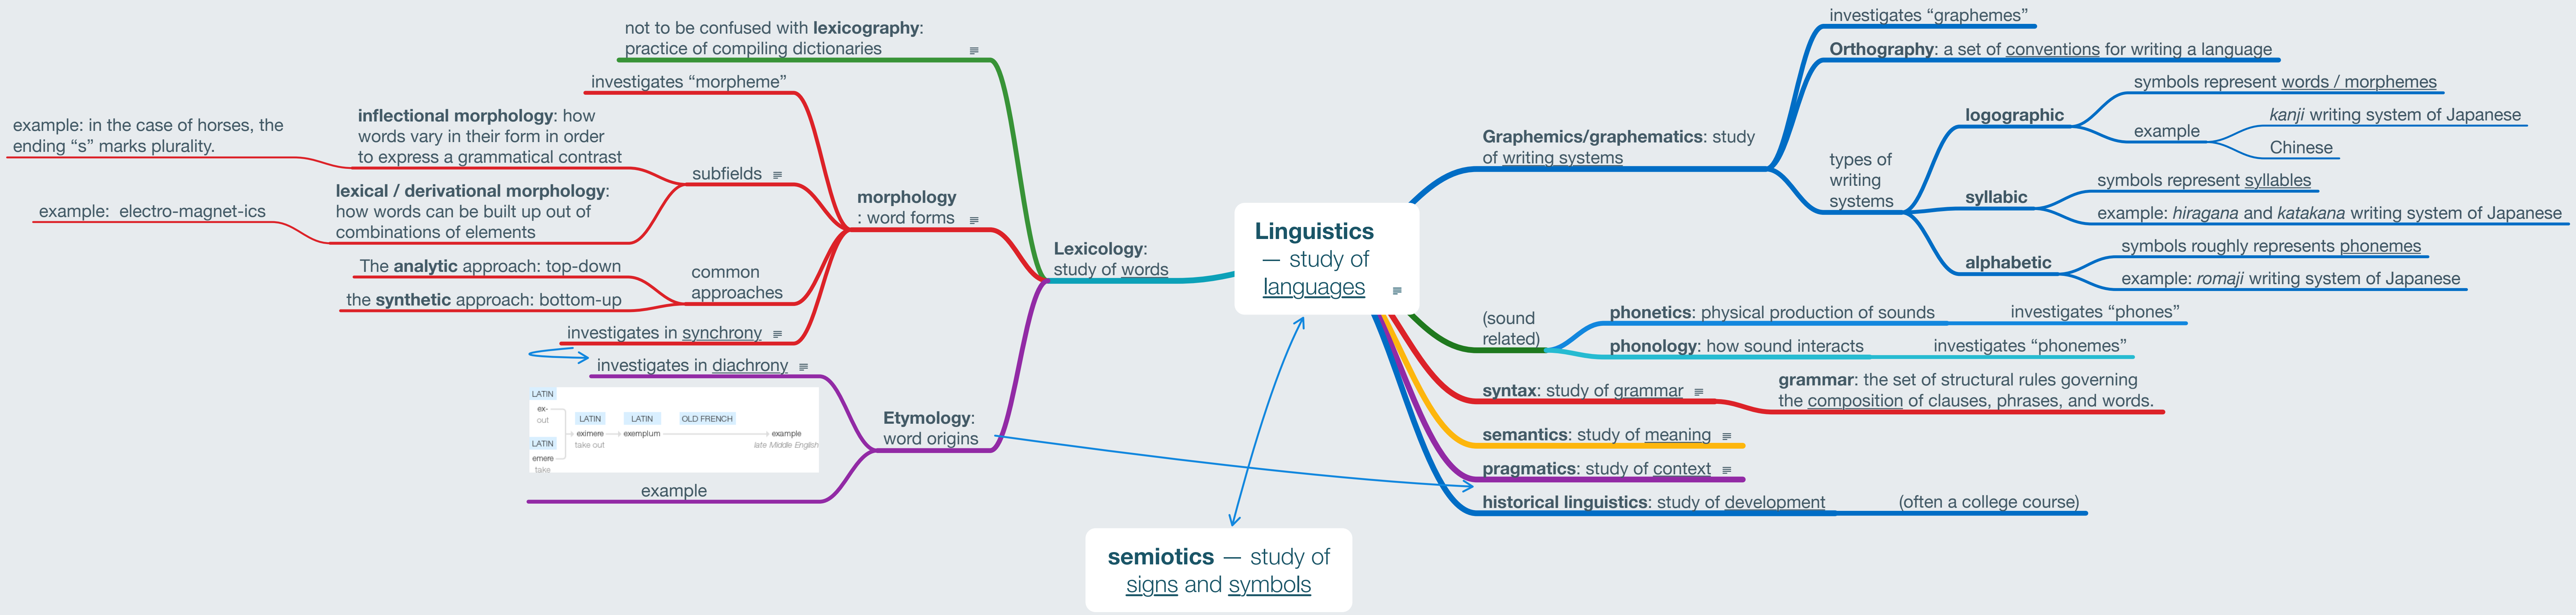 Linguistics
— study of
languages
Lexicology:
study of words
not to be confused with lexicography:
practice of compiling dictionaries
morphology
: word forms
investigates “morpheme”
subfields
inflectional morphology: how
words vary in their form in order
to express a grammatical contrast
example: in the case of horses, the
ending “s” marks plurality.
lexical / derivational morphology:
how words can be built up out of
combinations of elements
example: electro-magnet-ics
common
approaches
The analytic approach: top-down
the synthetic approach: bottom-up
investigates in synchrony
Etymology:
word origins
investigates in diachrony
LATIN
ex-
out
LATIN
emere
take
LATIN
eximere
take out
LATIN
exemplum
OLD FRENCH
example
late Middle English
example
Graphemics/graphematics: study
of writing systems
investigates “graphemes”
Orthography: a set of conventions for writing a language
types of
writing
systems
logographic
symbols represent words / morphemes
example
kanji writing system of Japanese
Chinese
syllabic
symbols represent syllables
example: hiragana and katakana writing system of Japanese
alphabetic
symbols roughly represents phonemes
example: romaji writing system of Japanese
(sound
related)
phonetics: physical production of sounds
investigates “phones”
phonology: how sound interacts
investigates “phonemes”
syntax: study of grammar
grammar: the set of structural rules governing
the composition of clauses, phrases, and words.
semantics: study of meaning
pragmatics: study of context
historical linguistics: study of development
(often a college course)
semiotics — study of
signs and symbols